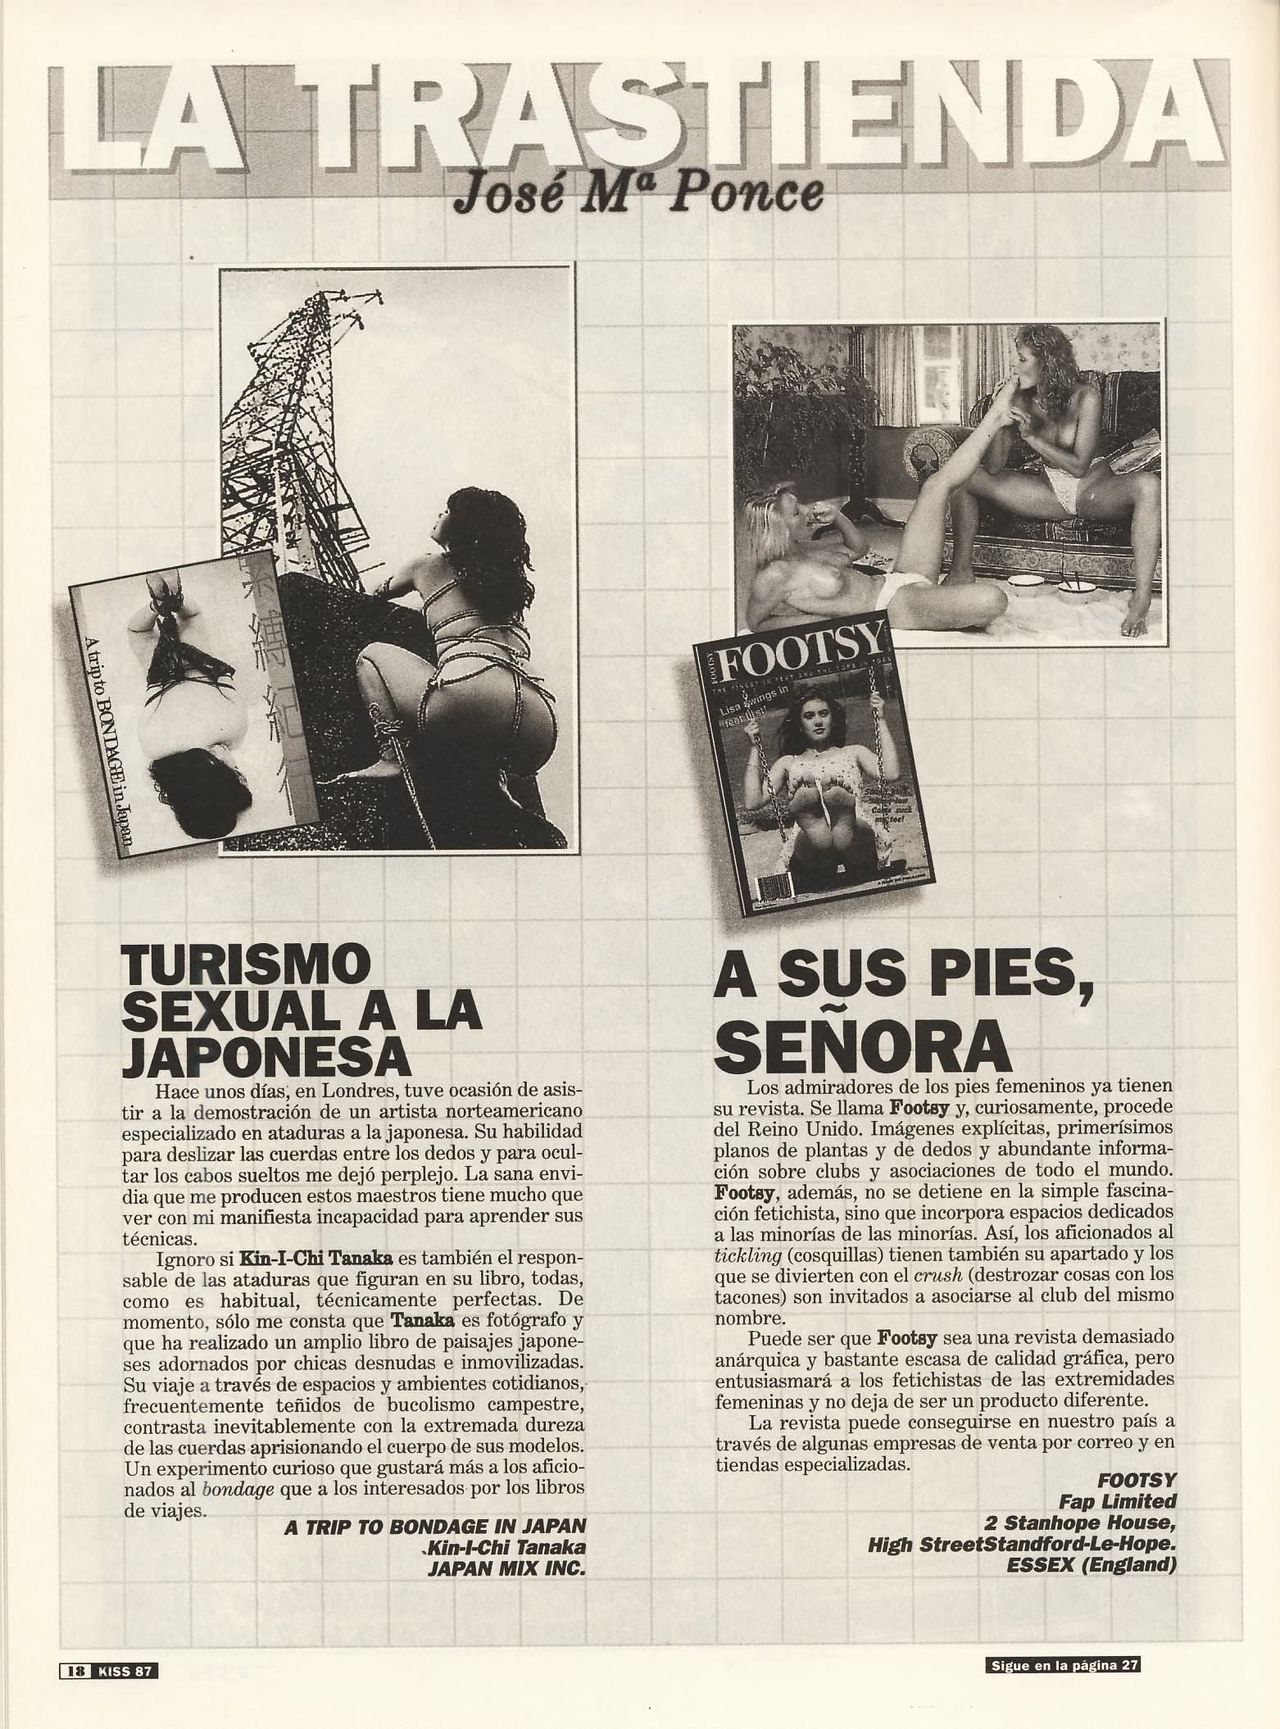 LA TRASTIENDA
José Mª Ponce
A trip to BONDAGE in Japan
FOOTSY
FOOTSY
Lisa swings in
TURISMO
SEXUAL A LA
JAPONESA
Hace unos días, en Londres, tuve ocasión de asis-
tir a la demostración de un artista norteamericano
especializado en ataduras a la japonesa. Su habilidad
para deslizar las cuerdas entre los dedos y para ocul-
tar los cabos sueltos me dejó perplejo. La sana envi-
dia que me producen estos maestros tiene mucho que
ver con mi manifiesta incapacidad para aprender sus
técnicas.
Ignoro si Kin-I-Chi Tanaka es también el respon-
sable de las ataduras que figuran en su libro, todas,
como es habitual, técnicamente perfectas. De
momento, sólo me consta que Tanaka es fotógrafo y
que ha realizado un amplio libro de paisajes japone-
ses adornados por chicas desnudas e inmovilizadas.
Su viaje a través de espacios y ambientes cotidianos,
frecuentemente teñidos de bucolismo campestre,
contrasta inevitablemente con la extremada dureza
de las cuerdas aprisionando el cuerpo de sus modelos.
Un experimento curioso que gustará más a los aficio-
nados al bondage que a los interesados por los libros
de viajes.
A TRIP TO BONDAGE IN JAPAN
Kin-I-Chi Tanaka
JAPAN MIX INC.
A SUS PIES,
SEÑORA
Los admiradores de los pies femeninos ya tienen
su revista. Se llama Footsy y, curiosamente, procede
del Reino Unido. Imágenes explícitas, primerísimos
planos de plantas y de dedos y abundante informa-
ción sobre clubs y asociaciones de todo el mundo.
Footsy, además, no se detiene en la simple fascina-
ción fetichista, sino que incorpora espacios dedicados
a las minorías de las minorías. Así, los aficionados al
tickling (cosquillas) tienen también su apartado y los
que se divierten con el crush (destrozar cosas con los
tacones) son invitados a asociarse al club del mismo
nombre.
Puede ser que Footsy sea una revista demasiado
anárquica y bastante escasa de calidad gráfica, pero
entusiasmará a los fetichistas de las extremidades
femeninas y no deja de ser un producto diferente.
La revista puede conseguirse en nuestro país a
través de algunas empresas de venta por correo y en
tiendas especializadas.
FOOTSY
Fap Limited
2 Stanhope House,
High StreetStandford-Le-Hope.
ESSEX (England)
18 KISS 87
Sigue en la página 27